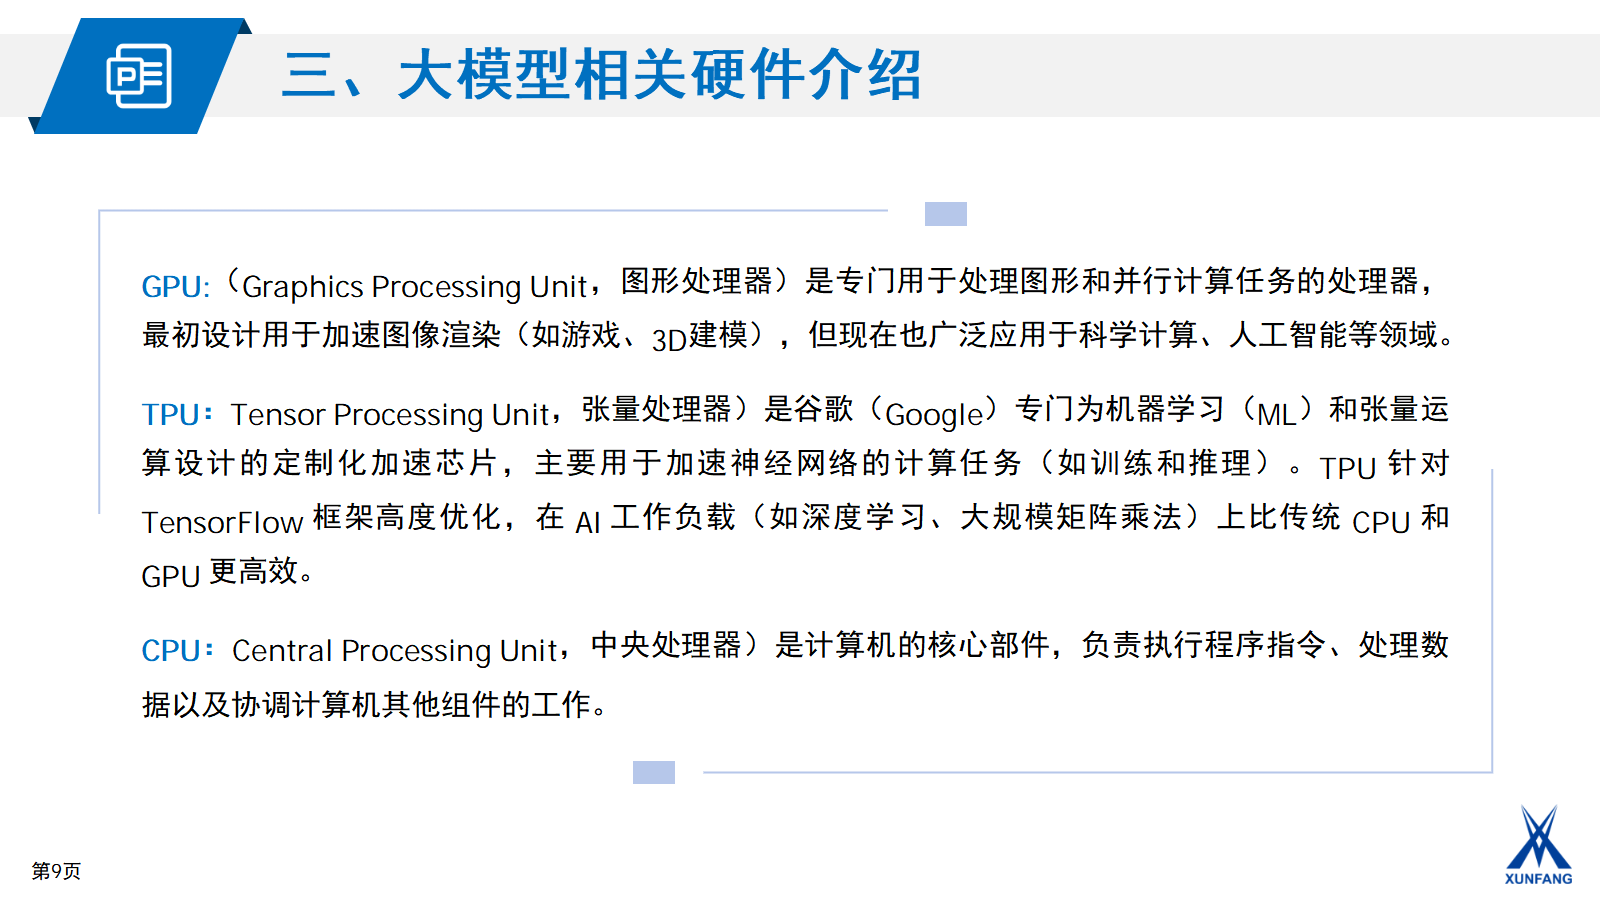 三、大模型相关硬件介绍
GPU:（Graphics Processing Unit，图形处理器）是专门用于处理图形和并行计算任务的处理器，
最初设计用于加速图像渲染（如游戏、3D建模），但现在也广泛应用于科学计算、人工智能等领域。
TPU：Tensor Processing Unit，张量处理器）是谷歌（Google）专门为机器学习（ML）和张量运
算设计的定制化加速芯片，主要用于加速神经网络的计算任务（如训练和推理）。TPU 针对
TensorFlow 框架高度优化，在 AI 工作负载（如深度学习、大规模矩阵乘法）上比传统 CPU 和
GPU 更高效。
CPU：Central Processing Unit，中央处理器）是计算机的核心部件，负责执行程序指令、处理数
据以及协调计算机其他组件的工作。
第9页
XUNFANG